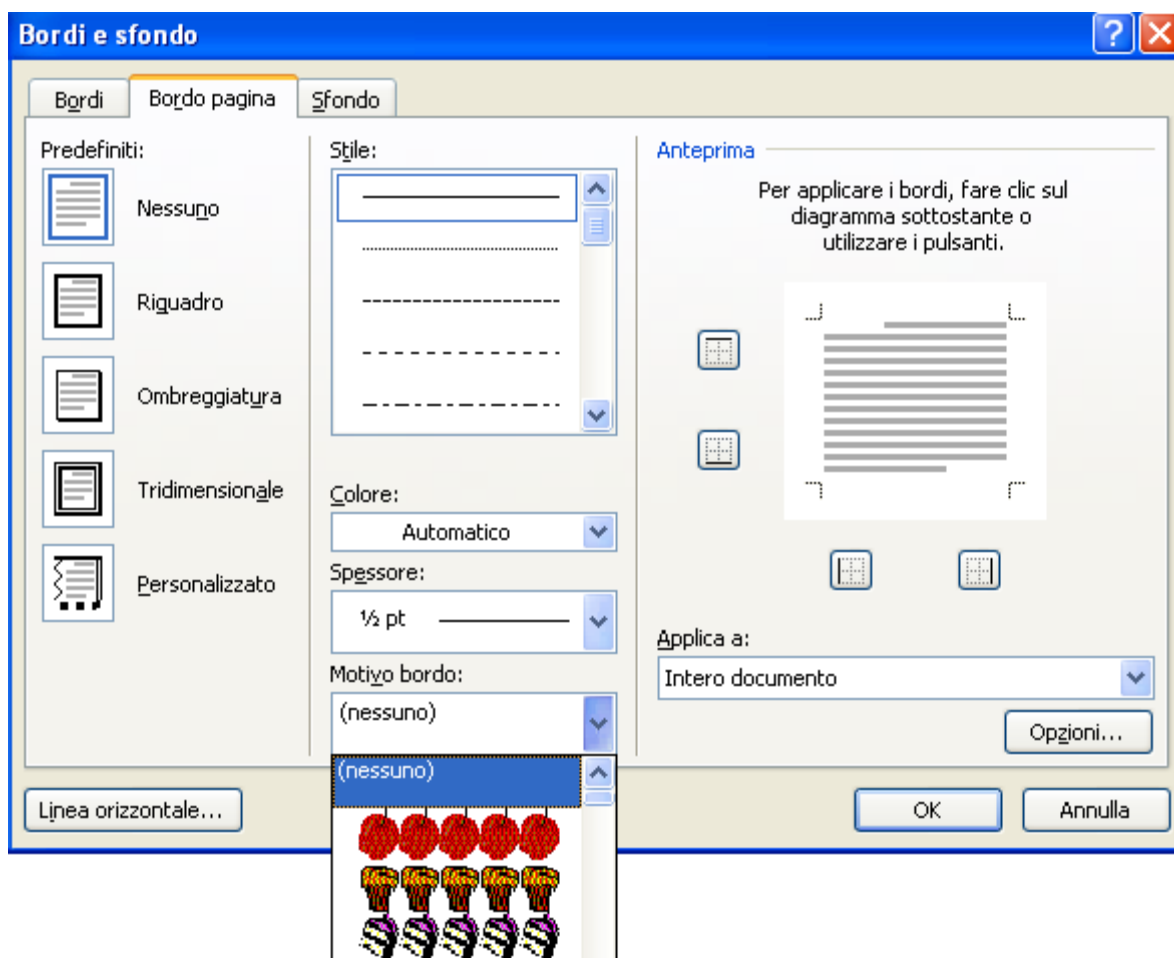 Bordi e sfondo
Bordi
Bordo pagina
Sfondo
Predefiniti:
Nessuno
Riquadro
Ombreggiatura
Tridimensionale
Personalizzato
Stile:
Colore:
Automatico
Spessore:
½ pt
Motivo bordo:
(nessuno)
(nessuno)
Anteprima
Per applicare i bordi, fare clic sul
diagramma sottostante o
utilizzare i pulsanti.
Applica a:
Intero documento
Opzioni...
Linea orizzontale...
OK
Annulla